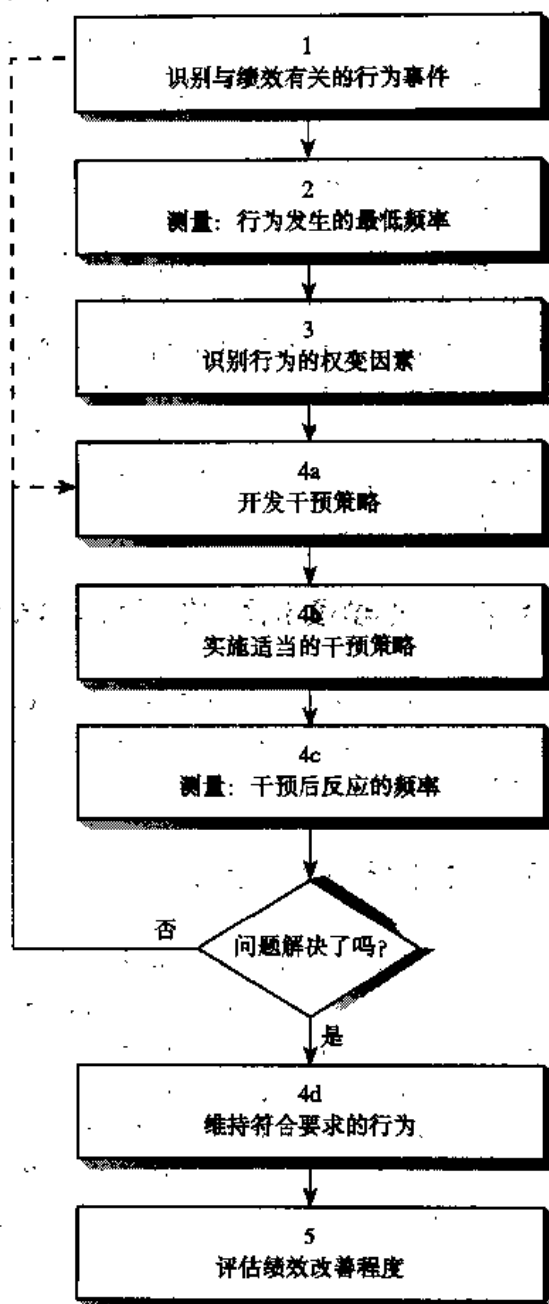 1
识别与绩效有关的行为事件
2
测量：行为发生的最低频率
3
识别行为的权变因素
4a
开发干预策略
4b
实施适当的干预策略
4c
测量：干预后反应的频率
否
问题解决了吗?
是
4d
维持符合要求的行为
5
评估绩效改善程度